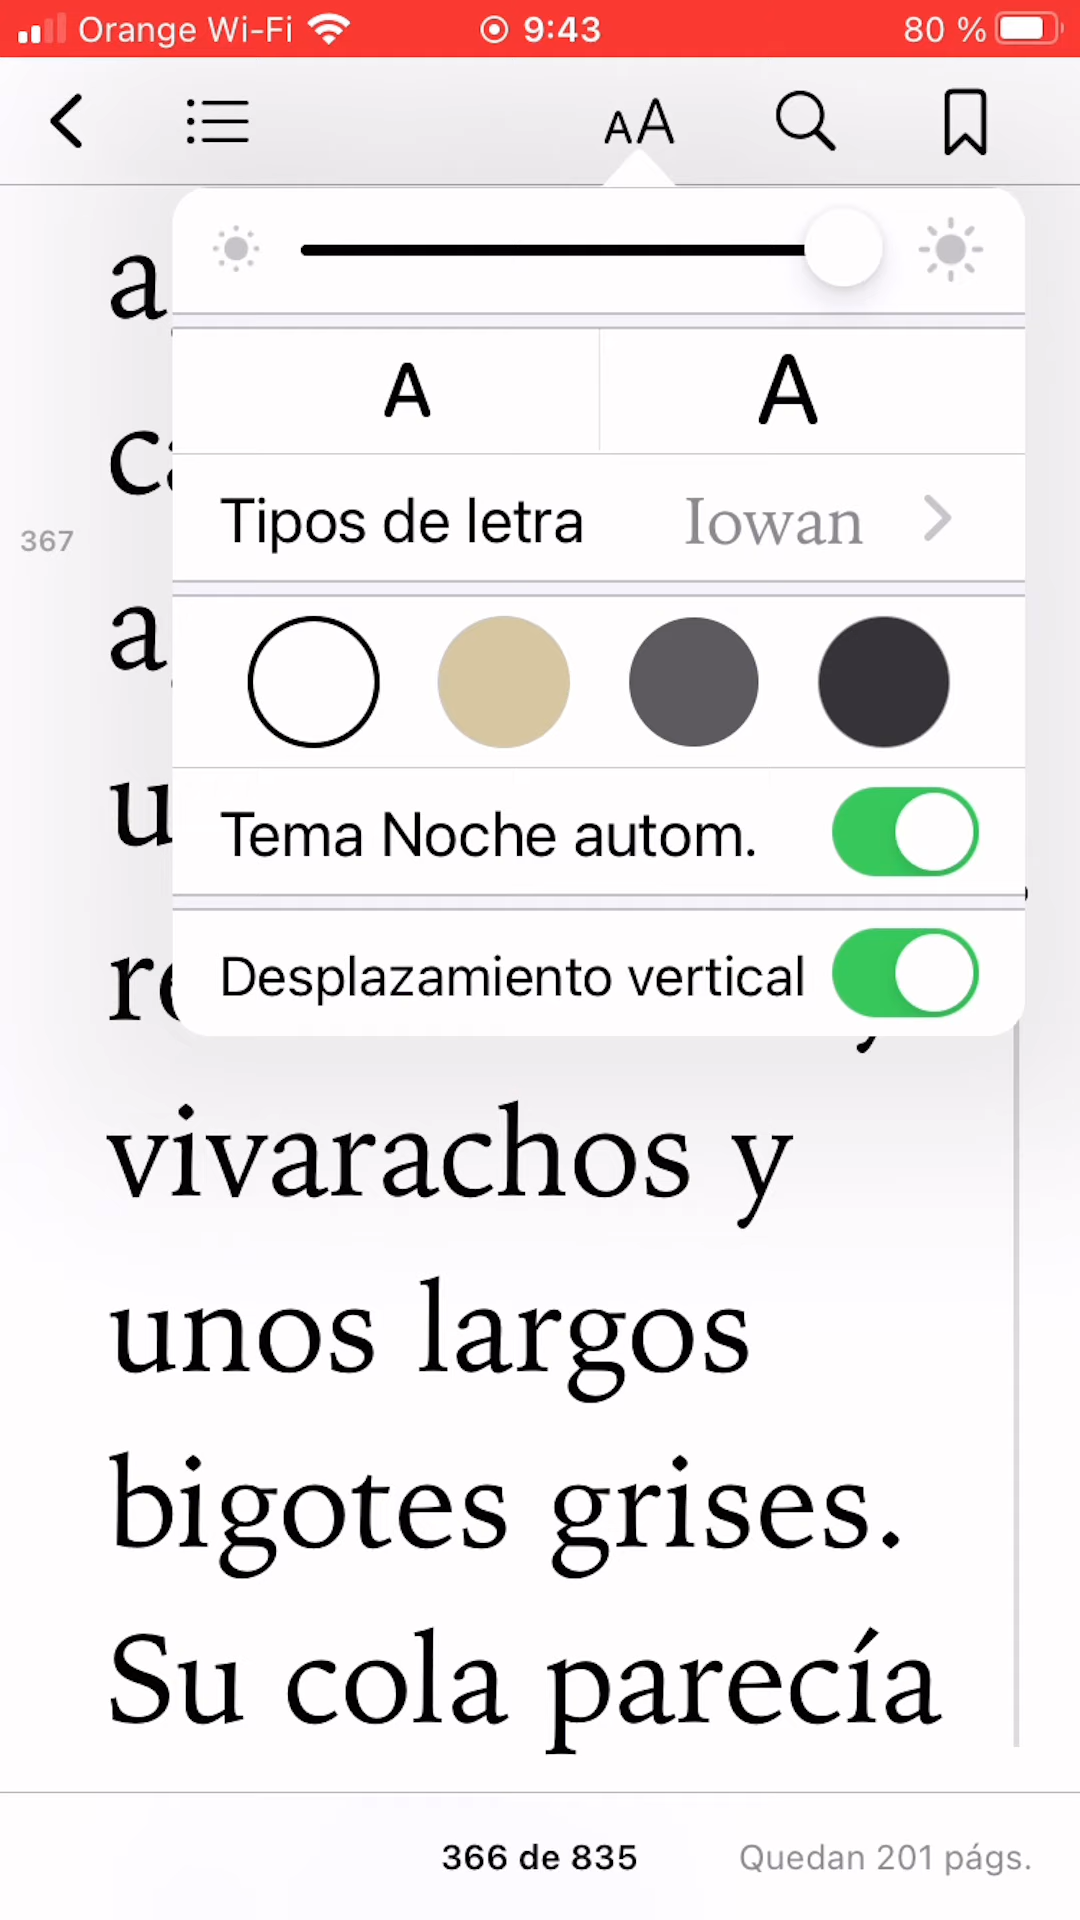 Orange Wi-Fi 9:43 80 %
AA
A A
Tipos de letra Iowan
367
Tema Noche autom.
Desplazamiento vertical
vivarachos y
unos largos
bigotes grises.
Su cola parecía
366 de 835 Quedan 201 págs.